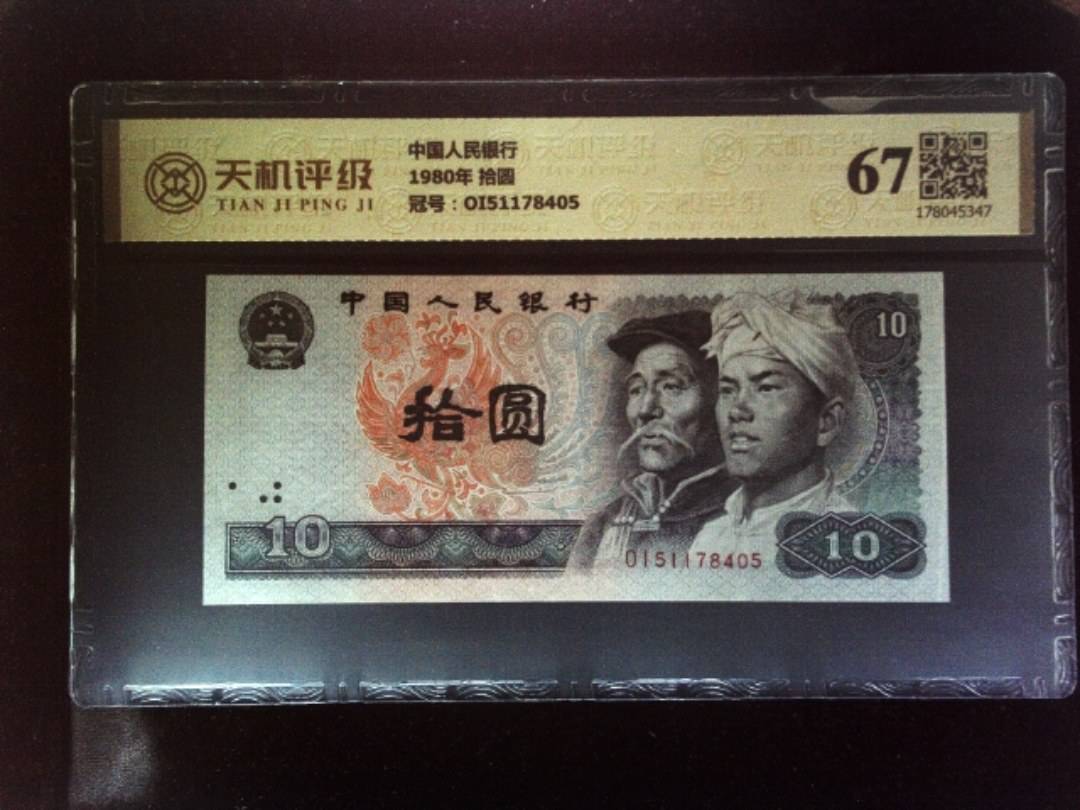 天机评级
TIAN JI PING JI
中国人民银行
1980年 拾圆
冠号：OI51178405
67
178045347
中国人民银行
10
拾圆
10
OI51178405
10